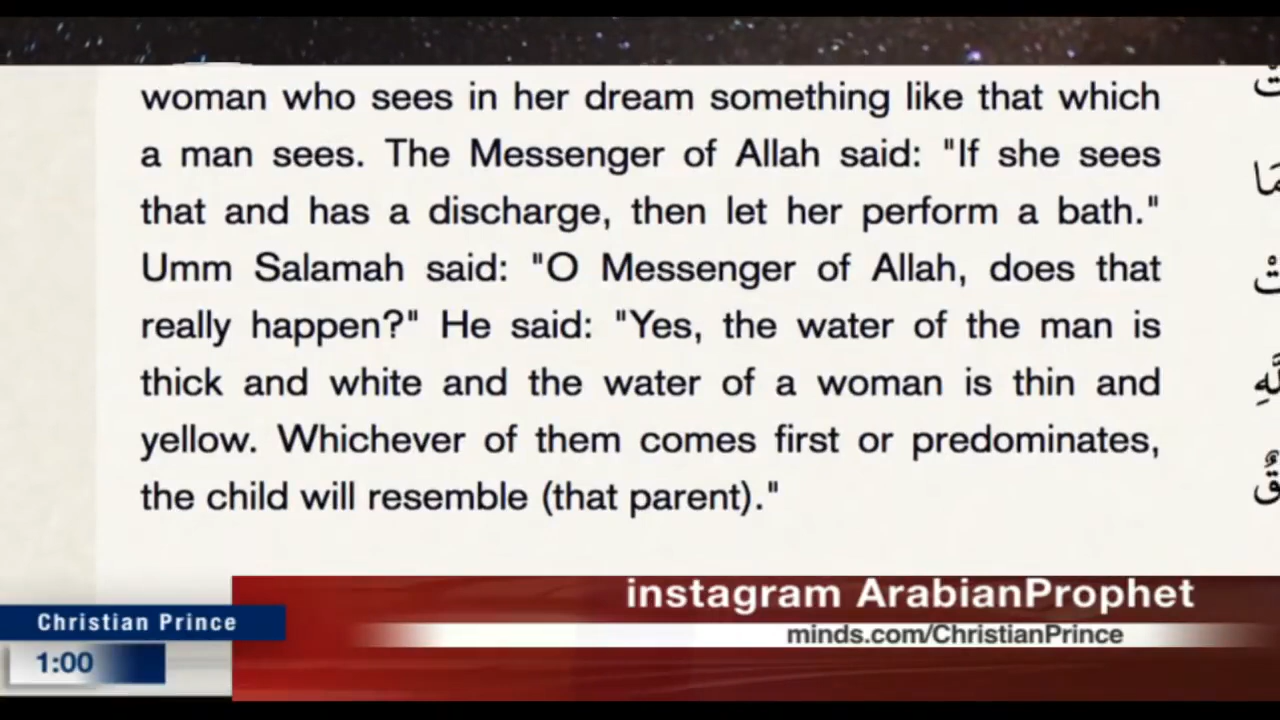 woman who sees in her dream something like that which
a man sees. The Messenger of Allah said: "If she sees
that and has a discharge, then let her perform a bath."
Umm Salamah said: "O Messenger of Allah, does that
really happen?" He said: "Yes, the water of the man is
thick and white and the water of a woman is thin and
yellow. Whichever of them comes first or predominates,
the child will resemble (that parent)."
instagram ArabianProphet
Christian Prince
minds.com/ChristianPrince
1:00